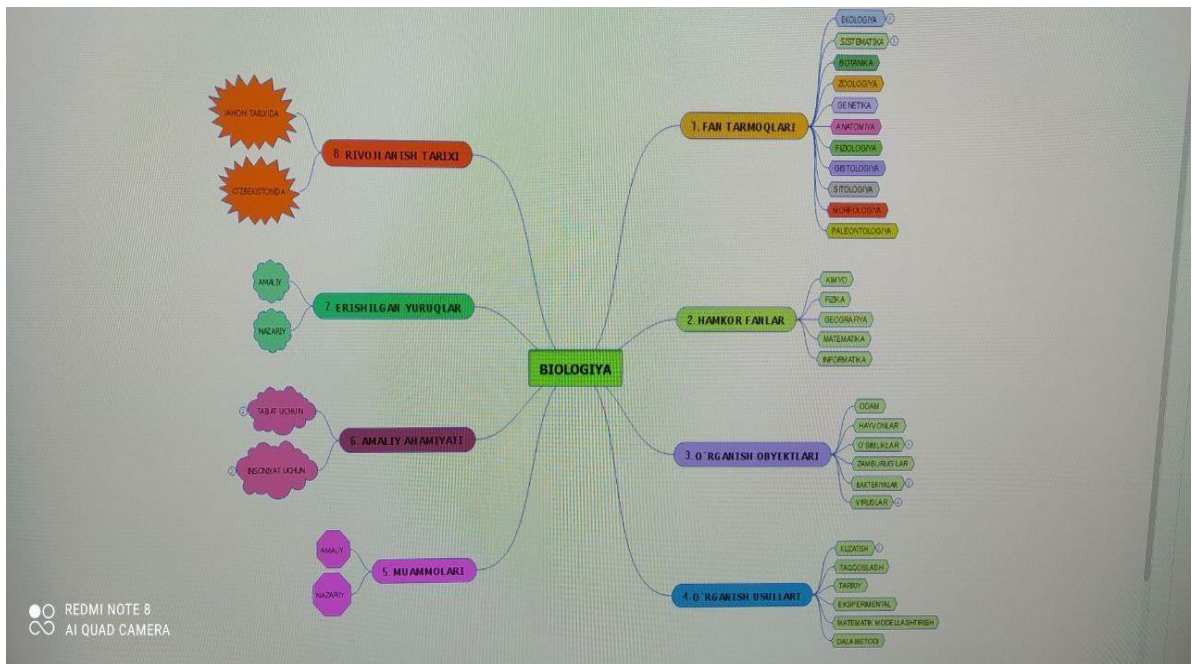 BIOLOGIYA
1. FAN TARMOQLARI
EKOLOGIYA
SISTEMATIKA
BOTANIKA
ZOOLOGIYA
GENETIKA
ANATOMIYA
FIZIOLOGIYA
GISTOLOGIYA
SITOLOGIYA
MORFOLOGIYA
PALEONTOLOGIYA
2. HAMKOR FANLAR
KIMYO
FIZIKA
GEOGRAFIYA
MATEMATIKA
INFORMATIKA
3. O`RGANISH OBYEKTLARI
ODAM
HAYVONLAR
O`SIMLIKLAR
ZAMBURUG`LAR
BAKTERIYALAR
VIRUSLAR
4. O`RGANISH USULLARI
KUZATISH
TAQQOSLASH
TARIXIY
EKSPERIMENTAL
MATEMATIK MODELLASHTIRISH
DALA METODI
5. MUAMMOLARI
AMALIY
NAZARIY
6. AMALIY AHAMIYATI
TABIAT UCHUN
INSONIYAT UCHUN
7. ERISHILGAN YURUQLAR
AMALIY
NAZARIY
8. RIVOJLANISH TARIXI
JAHON TARIXIDA
O`ZBEKISTONDA
REDMI NOTE 8
AI QUAD CAMERA